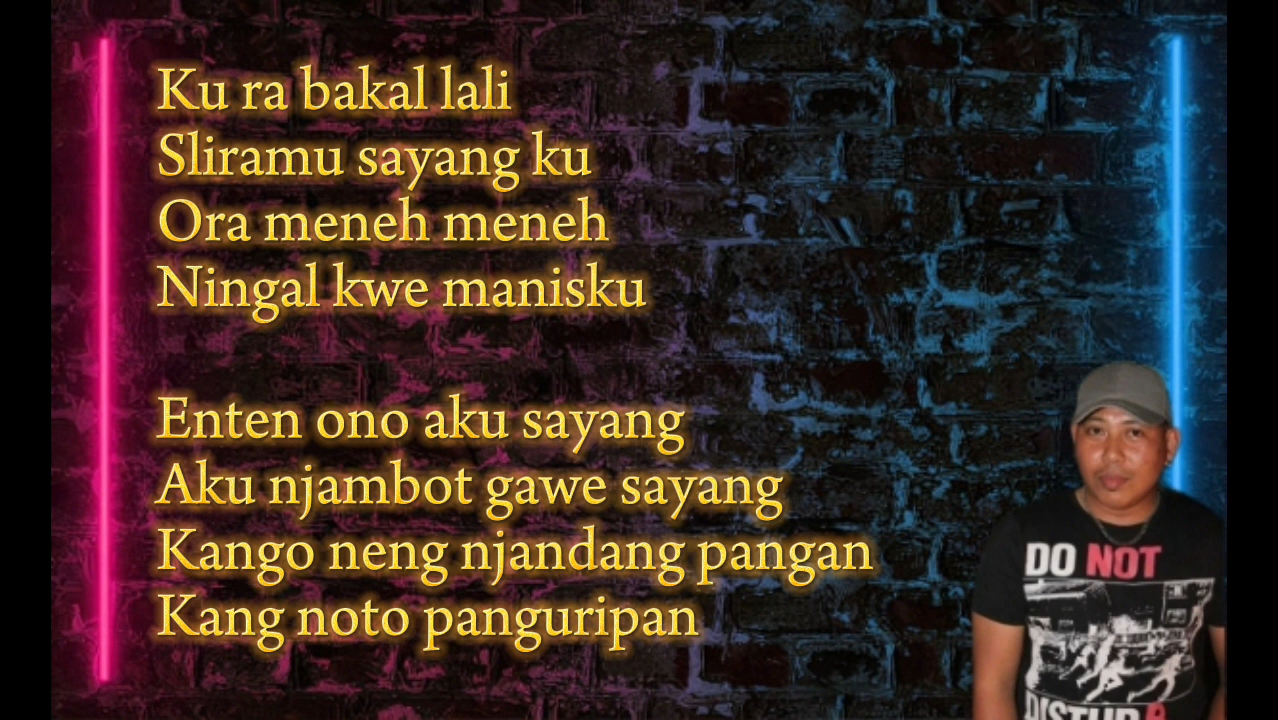 Ku ra bakal lali
Sliramu sayang ku
Ora meneh meneh
Ningal kwe manisku
Enten ono aku sayang
Aku njambot gawe sayang
Kango neng njandang pangan
Kang noto panguripan
DO NOT
DISTURB